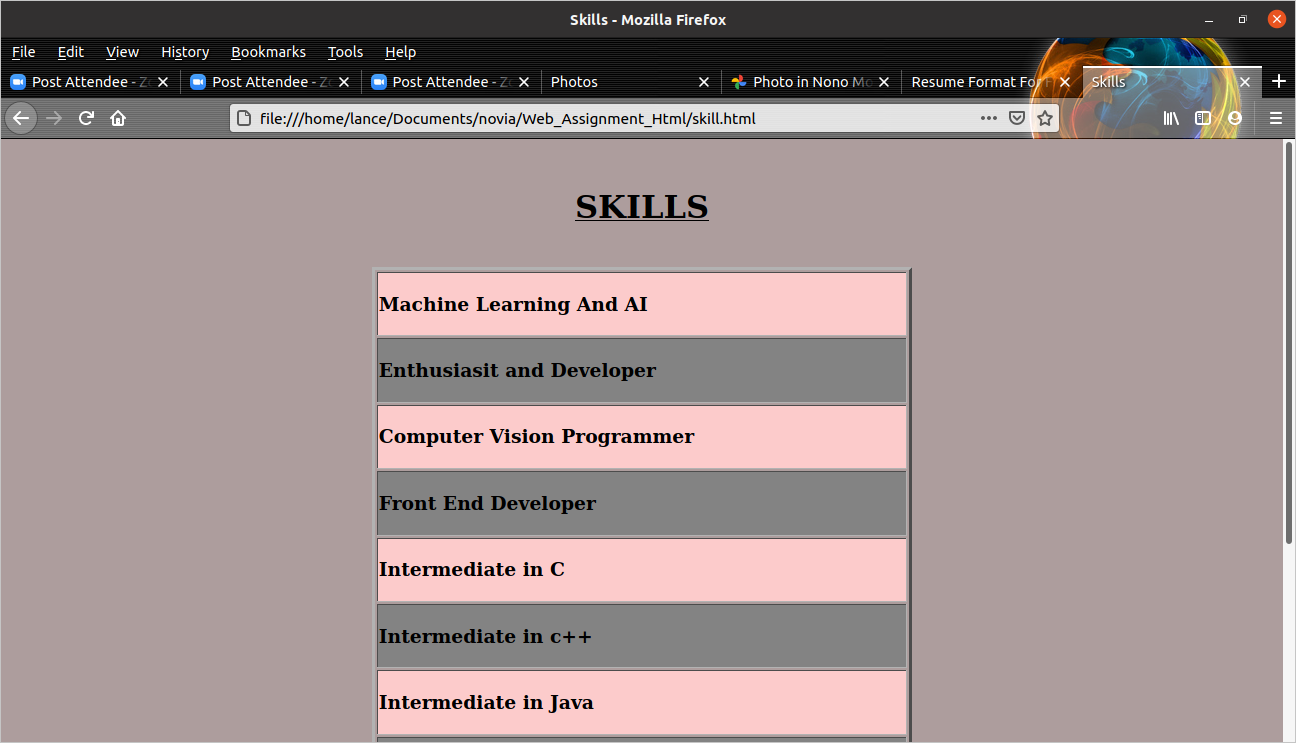 Skills - Mozilla Firefox
File Edit View History Bookmarks Tools Help
Post Attendee - Zo Post Attendee - Zo Post Attendee - Zo Photos Photo in Nono Mo Resume Format For F Skills
file:///home/lance/Documents/novia/Web_Assignment_Html/skill.html
SKILLS
Machine Learning And AI
Enthusiasit and Developer
Computer Vision Programmer
Front End Developer
Intermediate in C
Intermediate in c++
Intermediate in Java